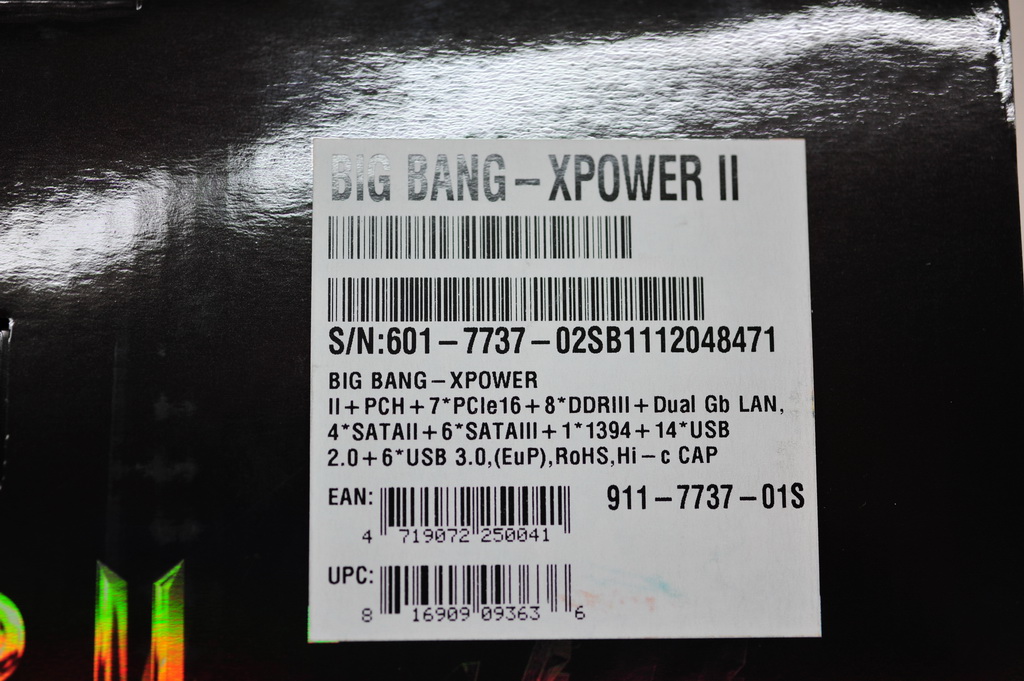 BIG BANG-XPOWER II
S/N:601-7737-02SB1112048471
BIG BANG-XPOWER
II+PCH+7*PCIe16+8*DDRIII+Dual Gb LAN,
4*SATAII+6*SATAIII+1*1394+14*USB
2.0+6*USB 3.0,(EuP),RoHS,Hi-c CAP
EAN: 911-7737-01S
4 719072 250041
UPC:
8 16909 09363 6